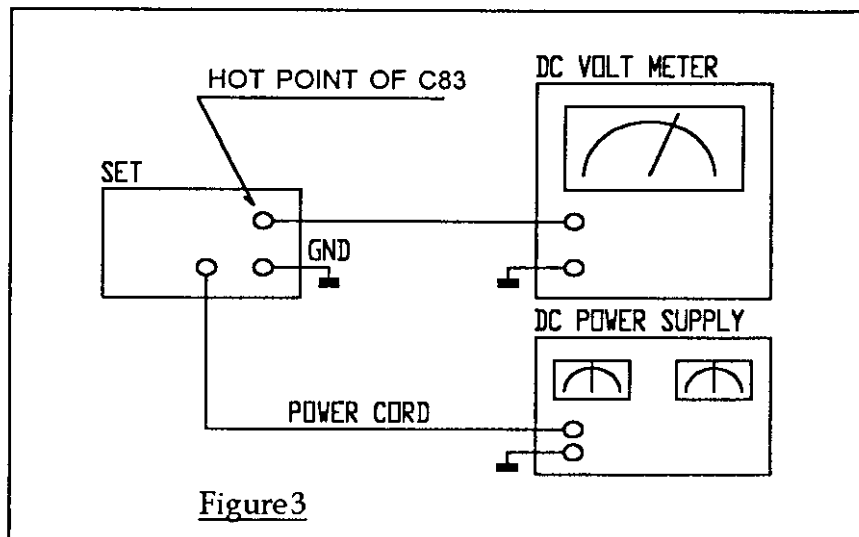 HOT POINT OF C83
DC VOLT METER
SET
GND
DC POWER SUPPLY
POWER CORD
Figure3